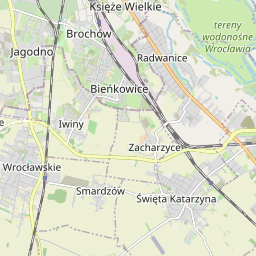 Księże Wielkie
tereny
wodonośne
Wrocławia
Brochów
Radwanice
Jagodno
Bieńkowice
Iwiny
Zacharzyce
Wrocławskie
Smardzów
Święta Katarzyna